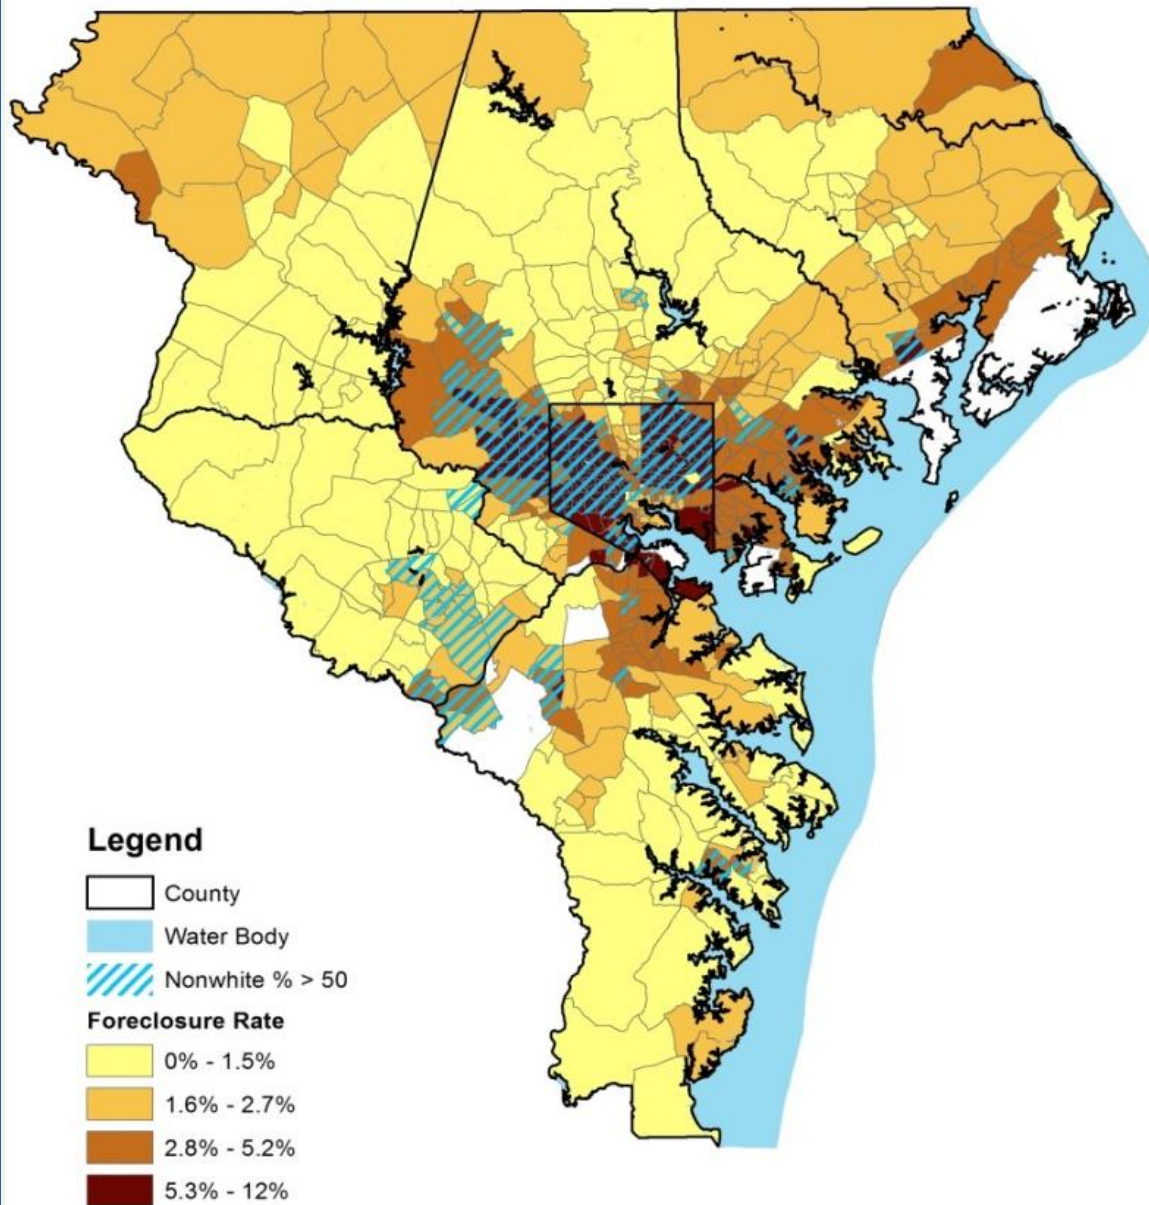 Legend
County
Water Body
Nonwhite % > 50
Foreclosure Rate
0% - 1.5%
1.6% - 2.7%
2.8% - 5.2%
5.3% - 12%